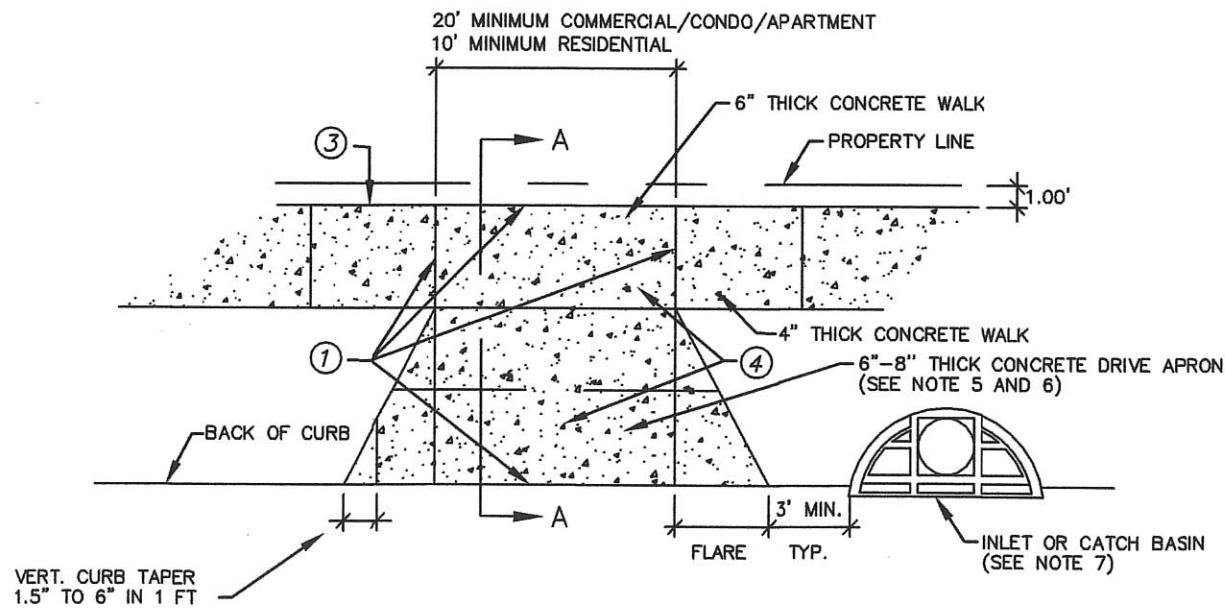 20' MINIMUM COMMERCIAL/CONDO/APARTMENT
10' MINIMUM RESIDENTIAL
6" THICK CONCRETE WALK
PROPERTY LINE
A
3
1.00'
4" THICK CONCRETE WALK
1
4
6"-8" THICK CONCRETE DRIVE APRON
(SEE NOTE 5 AND 6)
BACK OF CURB
A
3' MIN.
FLARE
TYP.
INLET OR CATCH BASIN
(SEE NOTE 7)
VERT. CURB TAPER
1.5" TO 6" IN 1 FT